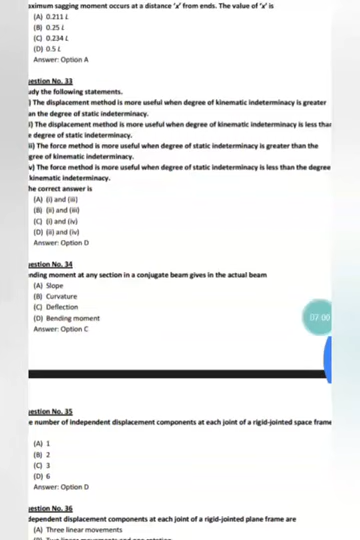 aximum sagging moment occurs at a distance 'x' from ends. The value of 'x' is
(A) 0.211 L
(B) 0.25 L
(C) 0.234 L
(D) 0.5 L
Answer: Option A
uestion No. 33
udy the following statements.
) The displacement method is more useful when degree of kinematic indeterminacy is greater
an the degree of static indeterminacy.
i) The displacement method is more useful when degree of kinematic indeterminacy is less than
e degree of static indeterminacy.
ii) The force method is more useful when degree of static indeterminacy is greater than the
gree of kinematic indeterminacy.
v) The force method is more useful when degree of static indeterminacy is less than the degree
kinematic indeterminacy.
he correct answer is
(A) (i) and (iii)
(B) (ii) and (iii)
(C) (i) and (iv)
(D) (ii) and (iv)
Answer: Option D
uestion No. 34
nding moment at any section in a conjugate beam gives in the actual beam
(A) Slope
(B) Curvature
(C) Deflection
(D) Bending moment
07:00
Answer: Option C
uestion No. 35
e number of independent displacement components at each joint of a rigid-jointed space frame
(A) 1
(B) 2
(C) 3
(D) 6
Answer: Option D
uestion No. 36
dependent displacement components at each joint of a rigid-jointed plane frame are
(A) Three linear movements
(B) Two linear movements and one rotation